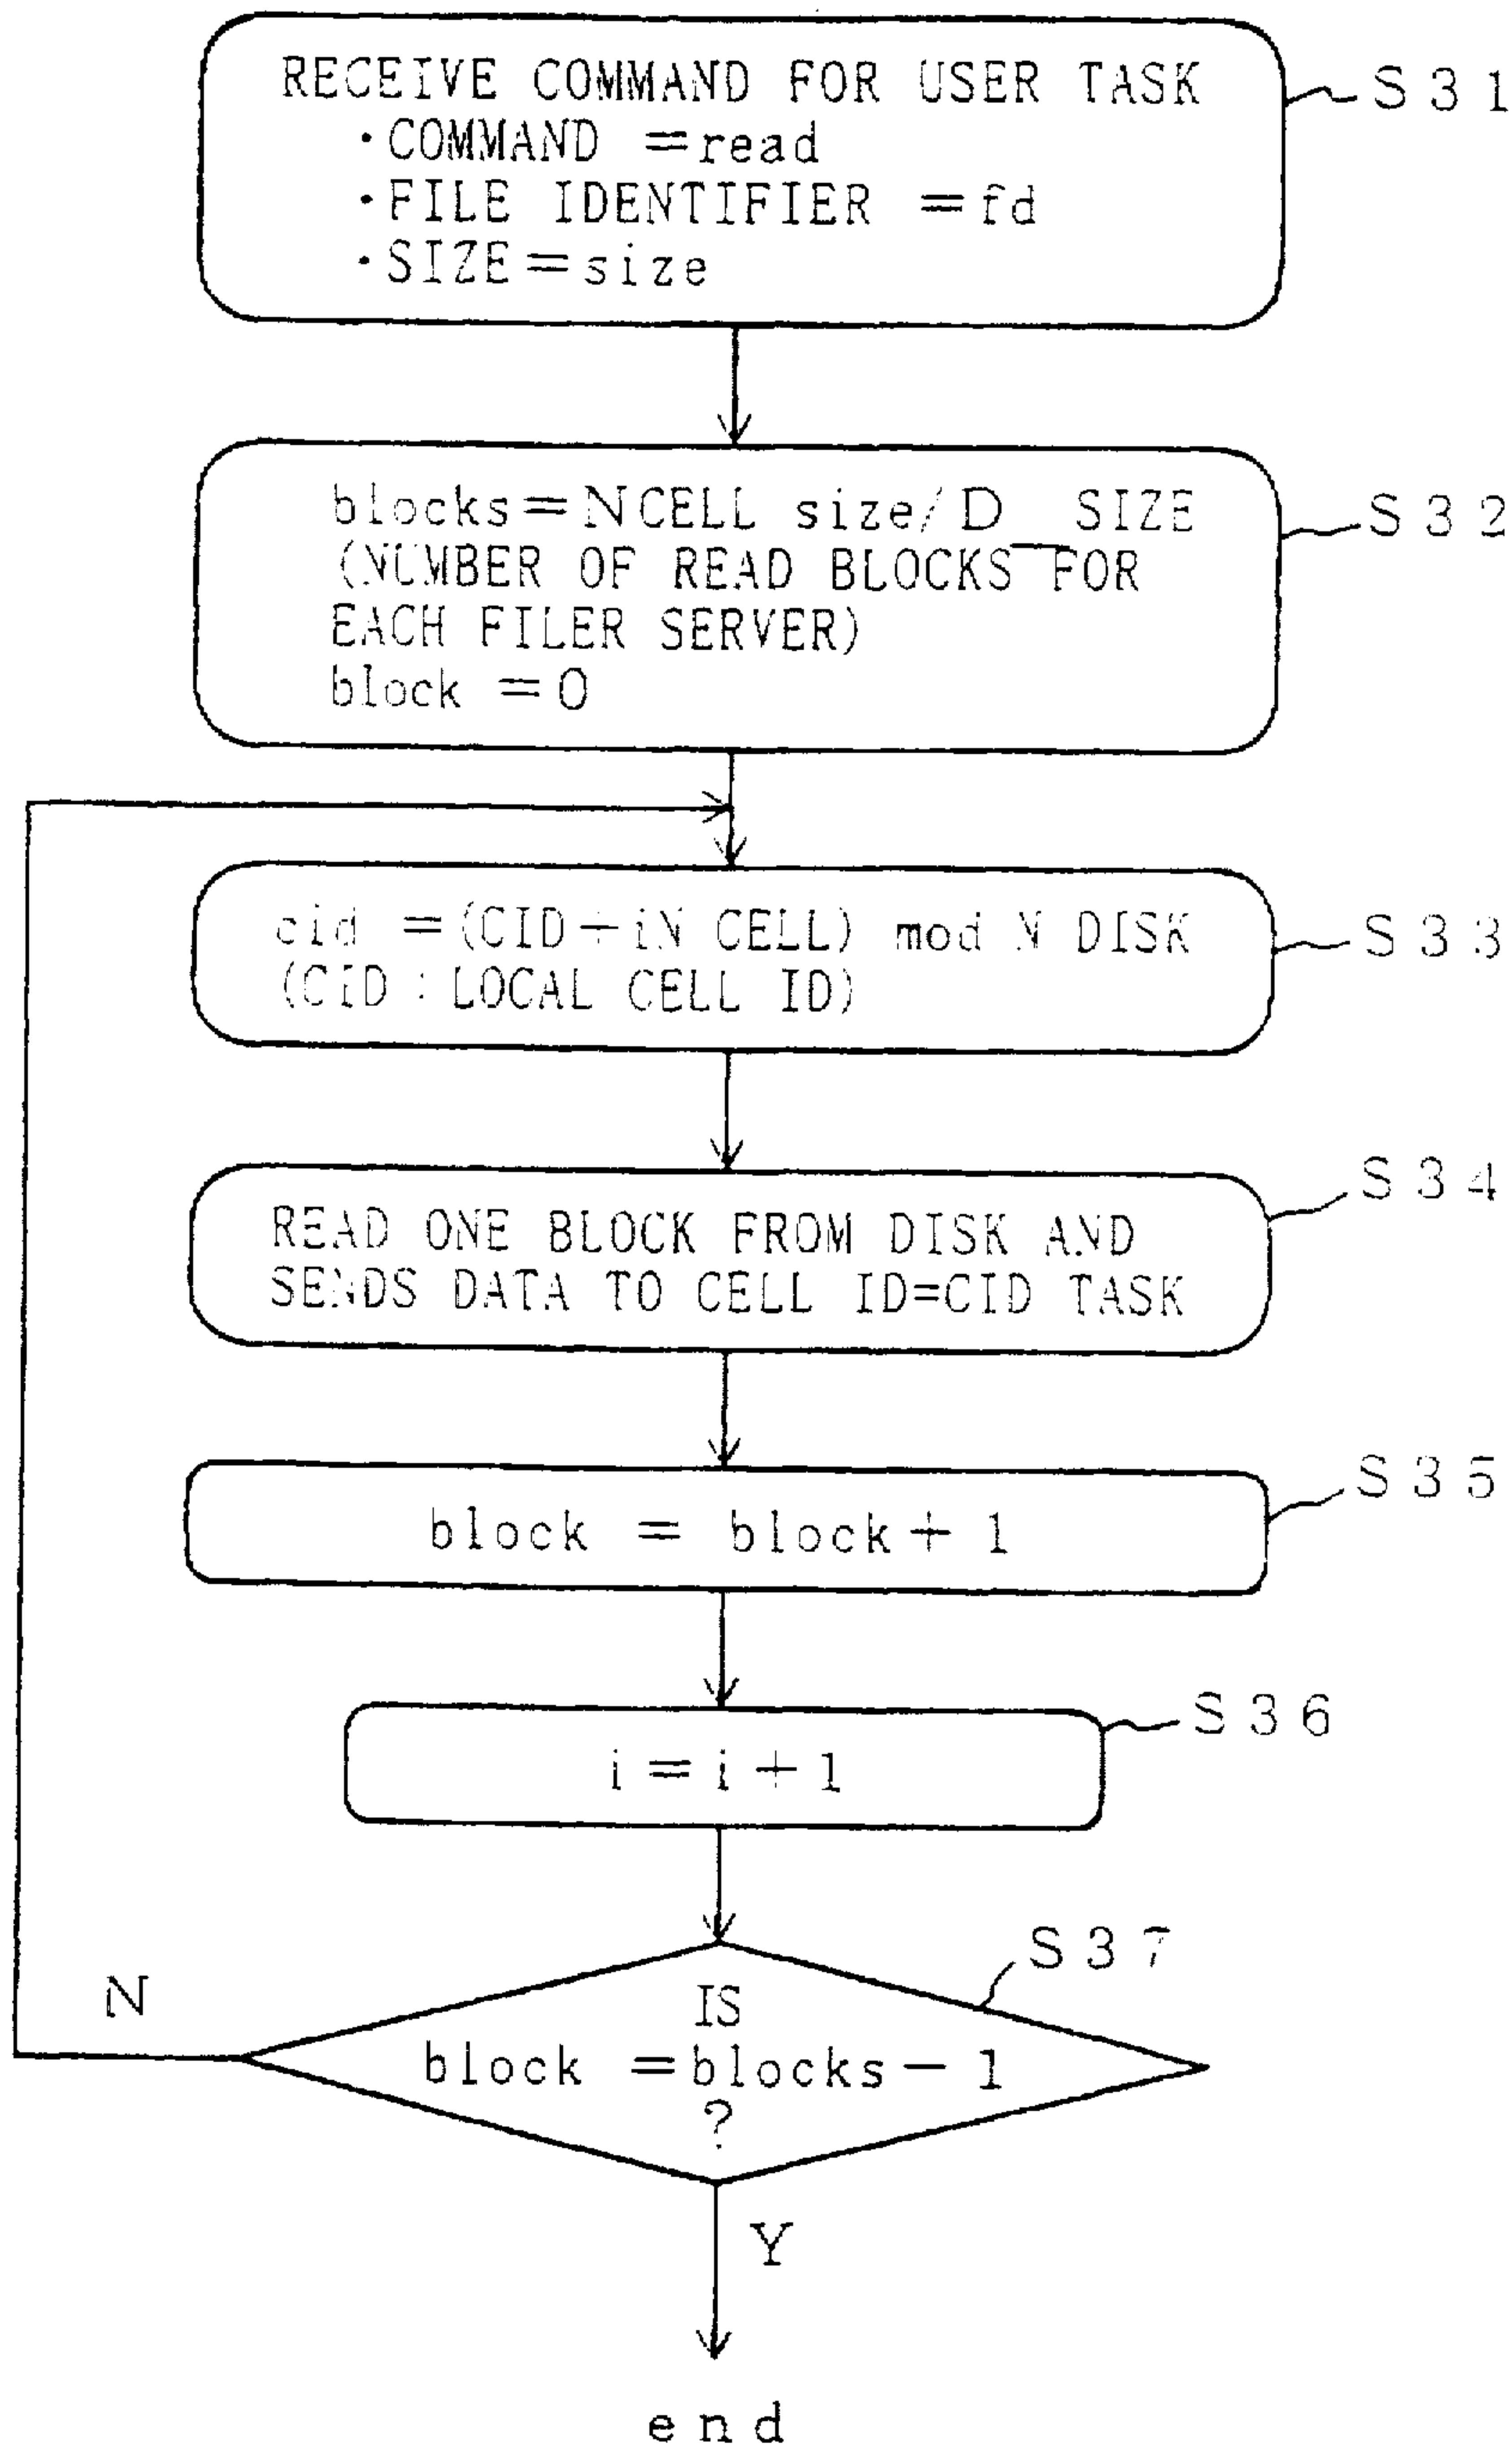 RECEIVE COMMAND FOR USER TASK
・COMMAND =read
・FILE IDENTIFIER =fd
・SIZE=size
S31
blocks=NCELL size/D_SIZE
(NUMBER OF READ BLOCKS FOR
EACH FILER SERVER)
block =0
S32
cid =(CID+iN CELL) mod N DISK
(CID : LOCAL CELL ID)
S33
READ ONE BLOCK FROM DISK AND
SENDS DATA TO CELL ID=CID TASK
S34
block = block+1
S35
i=i+1
S36
IS
block =blocks-1
?
S37
N
Y
end